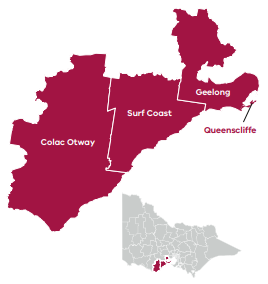 Geelong
Surf Coast
Queenscliffe
Colac Otway